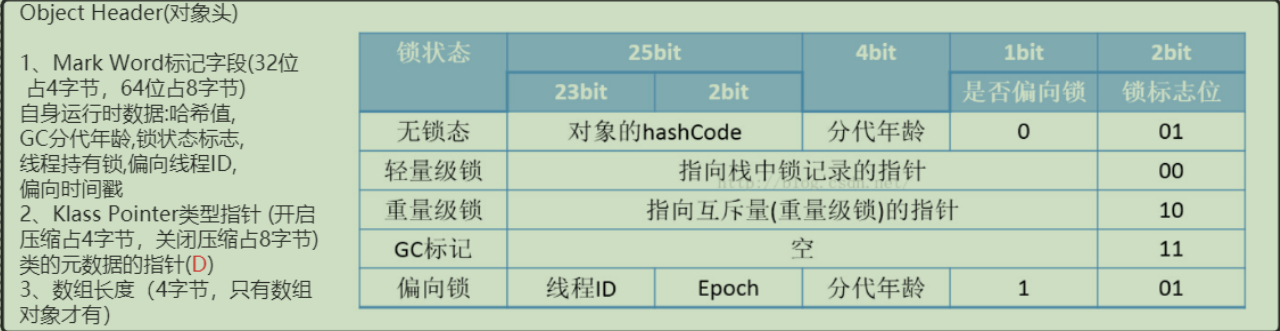 Object Header(对象头)
1、Mark Word标记字段(32位
占4字节，64位占8字节)
自身运行时数据:哈希值,
GC分代年龄,锁状态标志,
线程持有锁,偏向线程ID,
偏向时间戳
2、Klass Pointer类型指针 (开启
压缩占4字节，关闭压缩占8字节)
类的元数据的指针(D)
3、数组长度（4字节，只有数组
对象才有）
锁状态 25bit 4bit 1bit 2bit
23bit 2bit 是否偏向锁 锁标志位
无锁态 对象的hashCode 分代年龄 0 01
轻量级锁 指向栈中锁记录的指针 00
http://blog.csdn.net/
重量级锁 指向互斥量(重量级锁)的指针 10
GC标记 空 11
偏向锁 线程ID Epoch 分代年龄 1 01